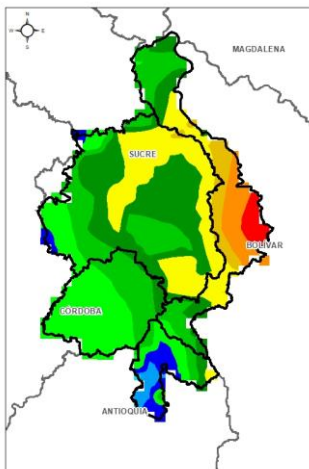 N
W E
S
MAGDALENA
SUCRE
BOLIVAR
CORDOBA
ANTIOQUIA